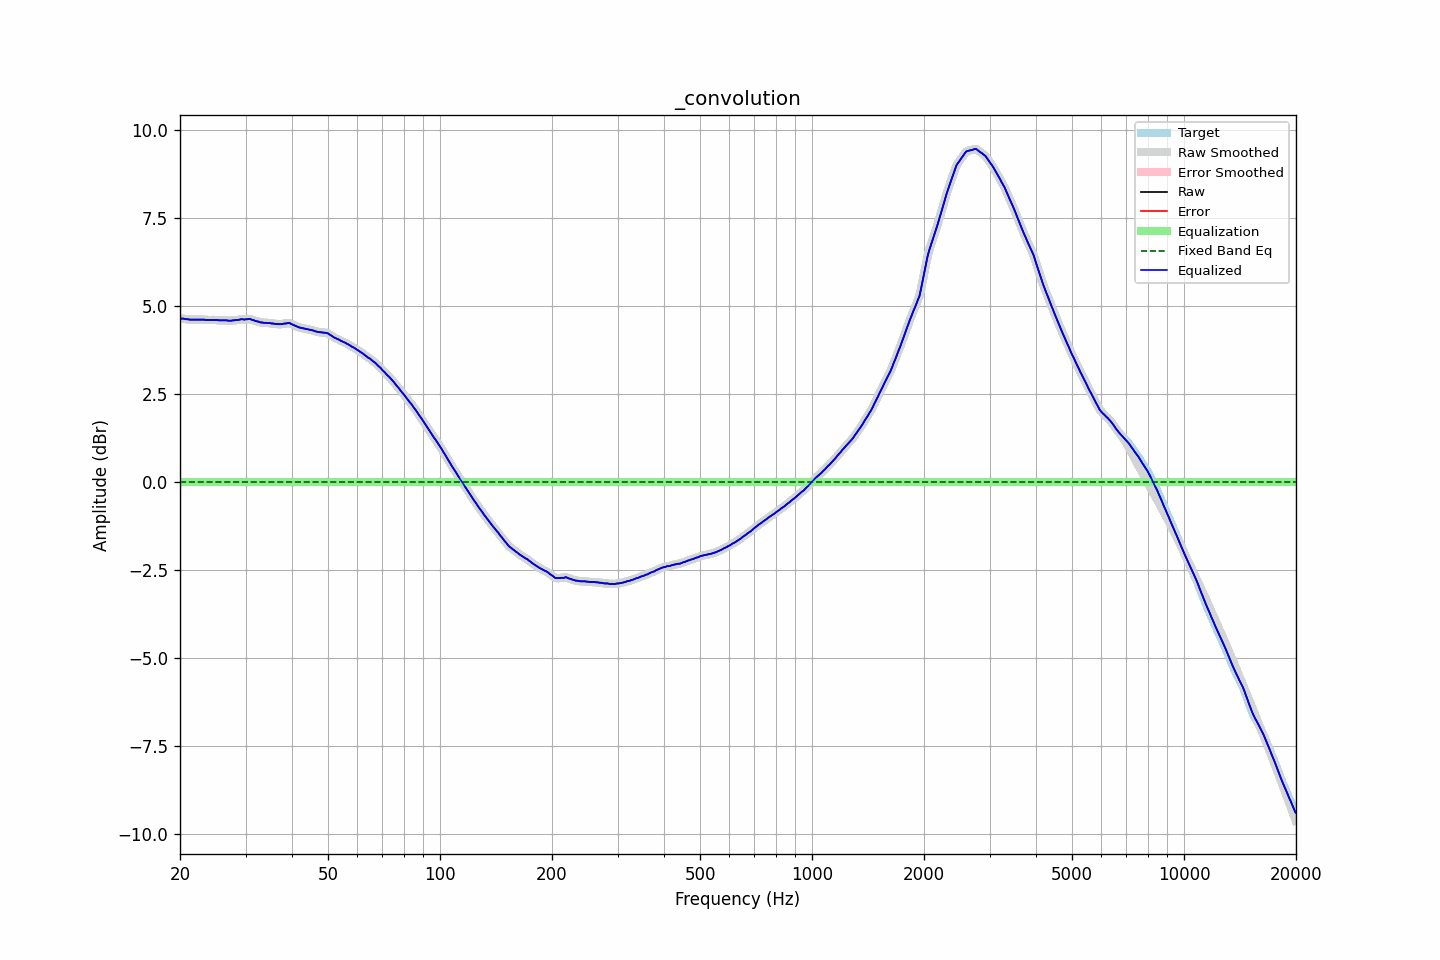 _convolution
10.0
7.5
5.0
2.5
0.0
−2.5
−5.0
−7.5
−10.0
Amplitude (dBr)
Target
Raw Smoothed
Error Smoothed
Raw
Error
Equalization
Fixed Band Eq
Equalized
20 50 100 200 500 1000 2000 5000 10000 20000
Frequency (Hz)